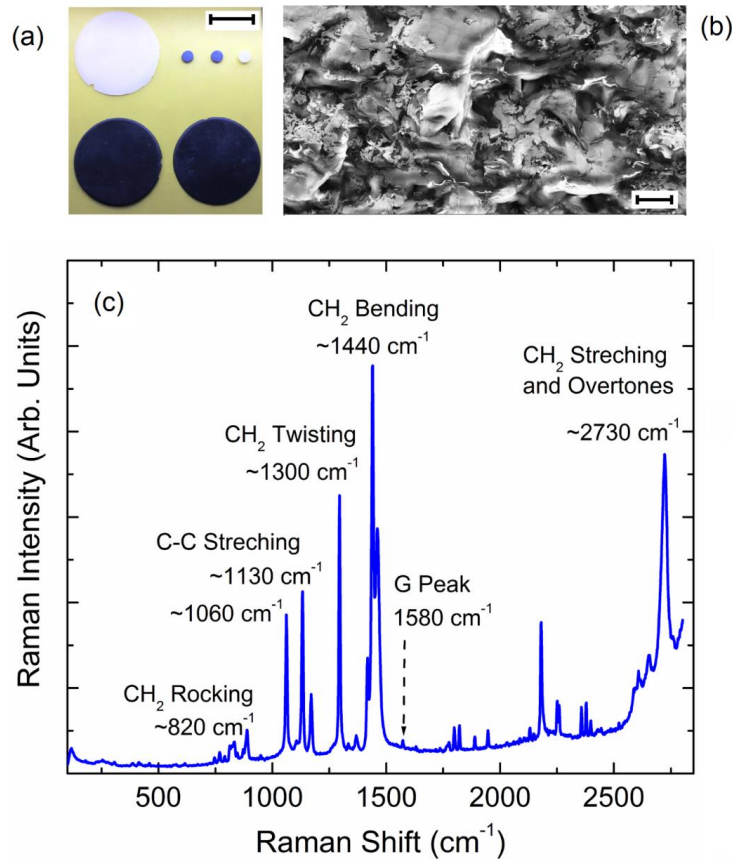 (a)
(b)
(c)
CH₂ Bending
~1440 cm⁻¹
CH₂ Streching
and Overtones
~2730 cm⁻¹
CH₂ Twisting
~1300 cm⁻¹
C-C Streching
~1130 cm⁻¹
~1060 cm⁻¹
G Peak
1580 cm⁻¹
CH₂ Rocking
~820 cm⁻¹
Raman Intensity (Arb. Units)
500 1000 1500 2000 2500
Raman Shift (cm⁻¹)